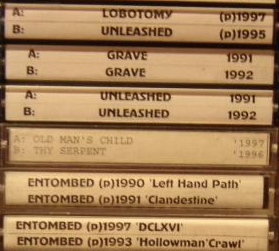 A: LOBOTOMY (p)1997
B: UNLEASHED (p)1995
A: GRAVE 1991
B: GRAVE 1992
A: UNLEASHED 1991
B: UNLEASHED 1992
A: OLD MAN'S CHILD '1997
B: THY SERPENT '1996
ENTOMBED (p)1990 'Left Hand Path'
ENTOMBED (p)1991 'Clandestine'
ENTOMBED (p)1997 'DCLXVI'
ENTOMBED (p)1993 'Hollowman'Crawl'